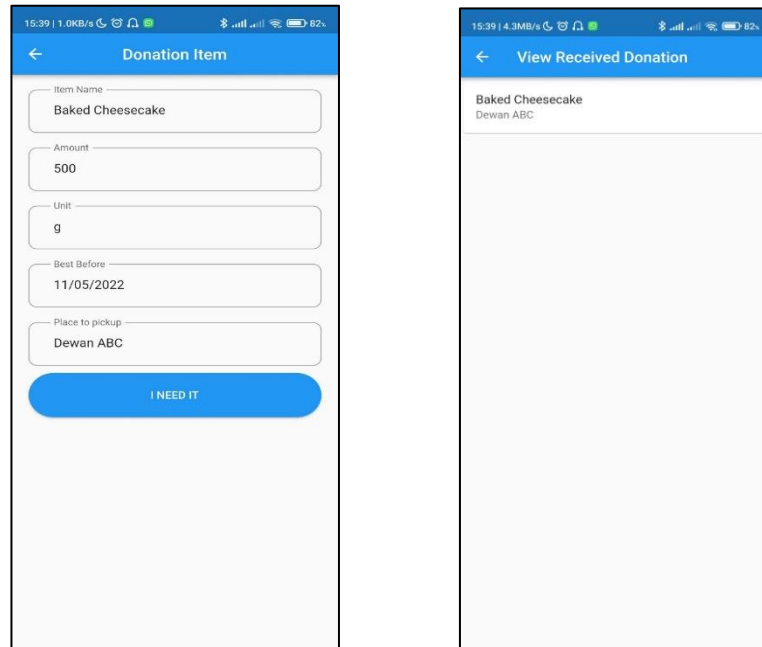 15:39 | 1.0KB/s 82%
Donation Item
Item Name
Baked Cheesecake
Amount
500
Unit
g
Best Before
11/05/2022
Place to pickup
Dewan ABC
I NEED IT
15:39 | 4.3MB/s 82%
View Received Donation
Baked Cheesecake
Dewan ABC